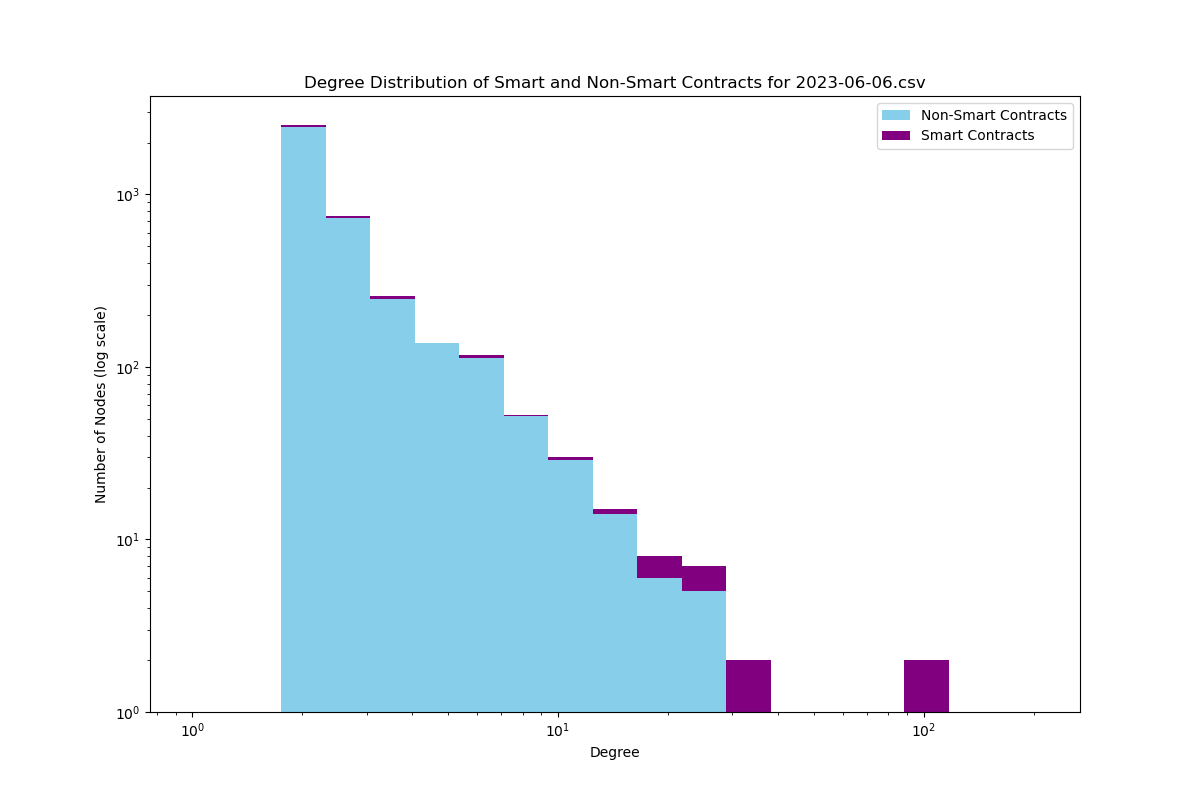 Degree Distribution of Smart and Non-Smart Contracts for 2023-06-06.csv
Non-Smart Contracts
Smart Contracts
Number of Nodes (log scale)
10³
10²
10¹
10⁰
10⁰ 10¹ 10²
Degree